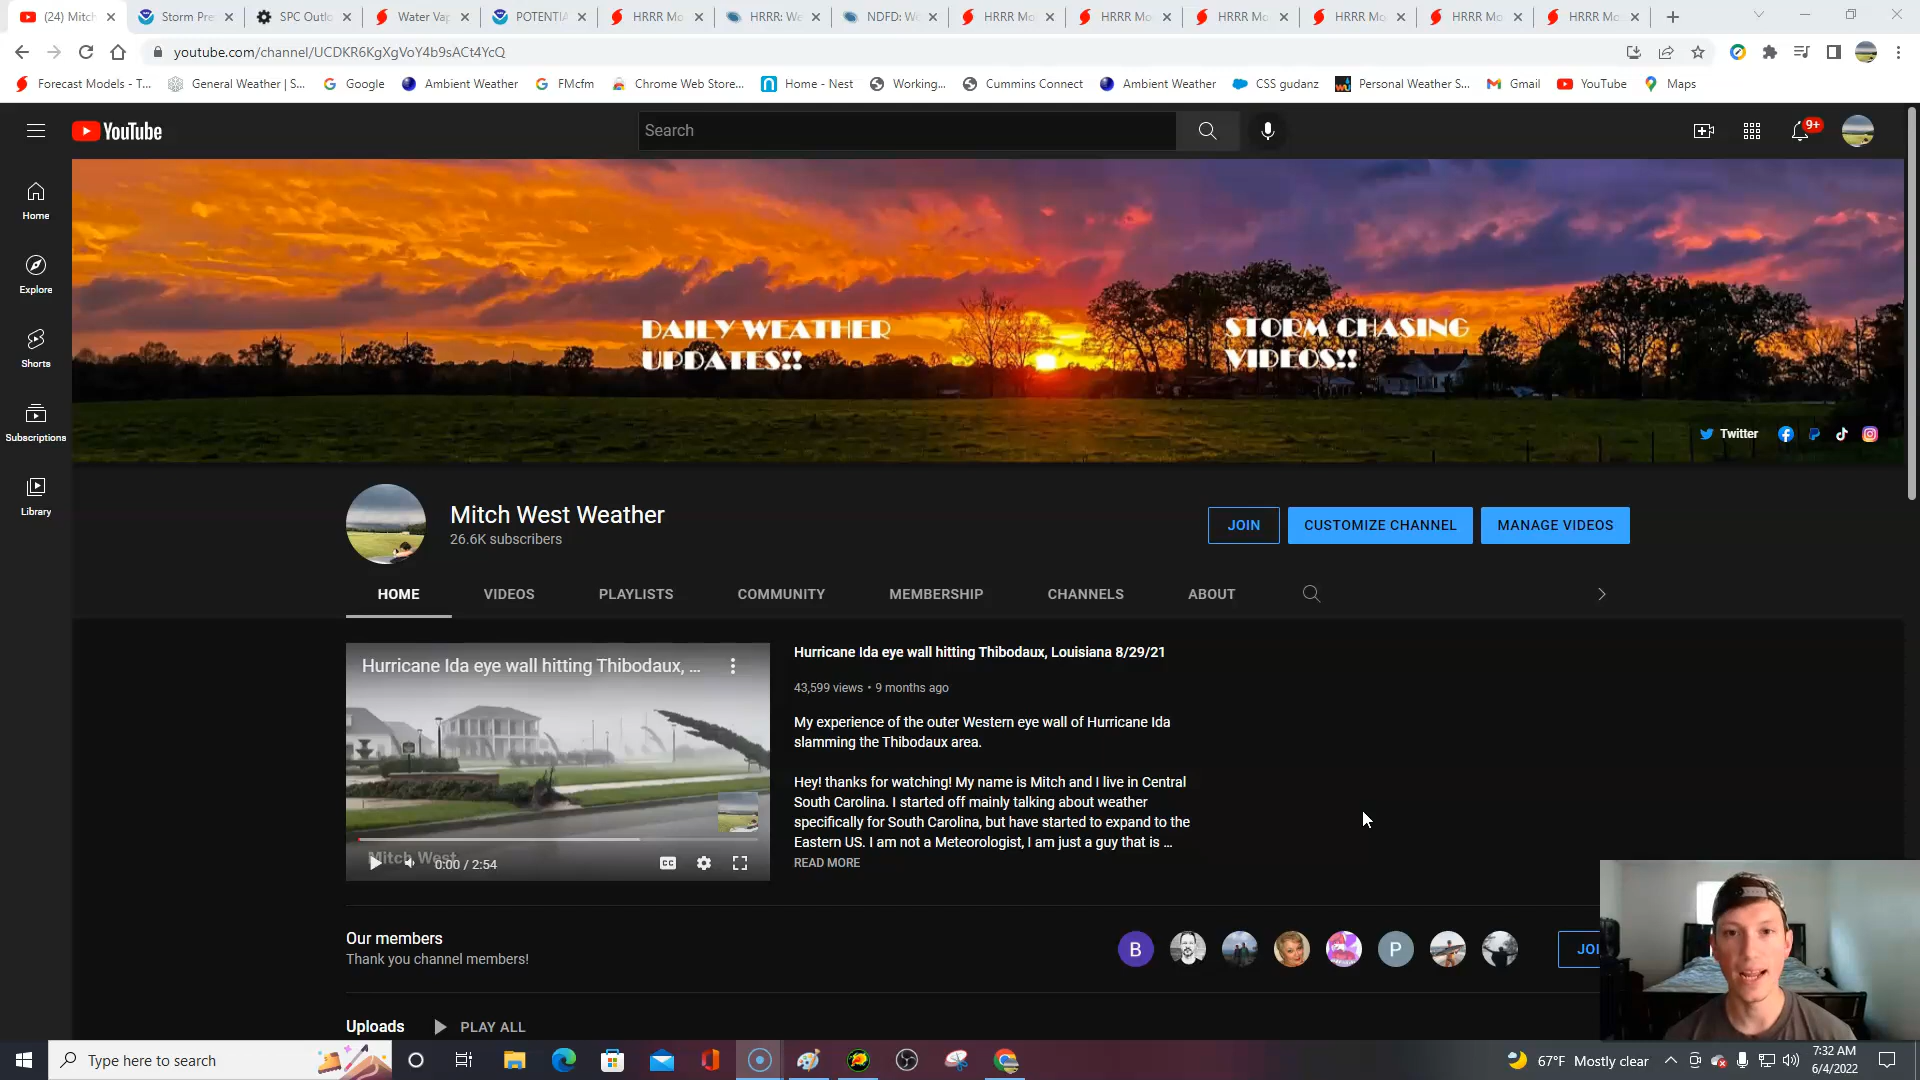 (24) Mitch
Storm Pre
SPC Outlo
Water Vap
POTENTIA
HRRR Mo
HRRR: We
NDFD: Wi
HRRR Mo
HRRR Mo
HRRR Mo
HRRR Mo
HRRR Mo
HRRR Mo
youtube.com/channel/UCDKR6KgXgVoY4b9sACt4YcQ
Forecast Models - T...
General Weather | S...
Google
Ambient Weather
FMcfm
Chrome Web Store...
Home - Nest
Working...
Cummins Connect
Ambient Weather
CSS gudanz
Personal Weather S...
Gmail
YouTube
Maps
YouTube
Search
9+
Home
Explore
Shorts
Subscriptions
Library
DAILY WEATHER
UPDATES!!
STORM CHASING
VIDEOS!!
Twitter
Mitch West Weather
26.6K subscribers
JOIN
CUSTOMIZE CHANNEL
MANAGE VIDEOS
HOME
VIDEOS
PLAYLISTS
COMMUNITY
MEMBERSHIP
CHANNELS
ABOUT
Hurricane Ida eye wall hitting Thibodaux, ...
Mitch West
0:00 / 2:54
CC
Hurricane Ida eye wall hitting Thibodaux, Louisiana 8/29/21
43,599 views • 9 months ago
My experience of the outer Western eye wall of Hurricane Ida
slamming the Thibodaux area.
Hey! thanks for watching! My name is Mitch and I live in Central
South Carolina. I started off mainly talking about weather
specifically for South Carolina, but have started to expand to the
Eastern US. I am not a Meteorologist, I am just a guy that is ...
READ MORE
Our members
Thank you channel members!
B
P
JOI
Uploads
PLAY ALL
Type here to search
67°F Mostly clear
7:32 AM
6/4/2022